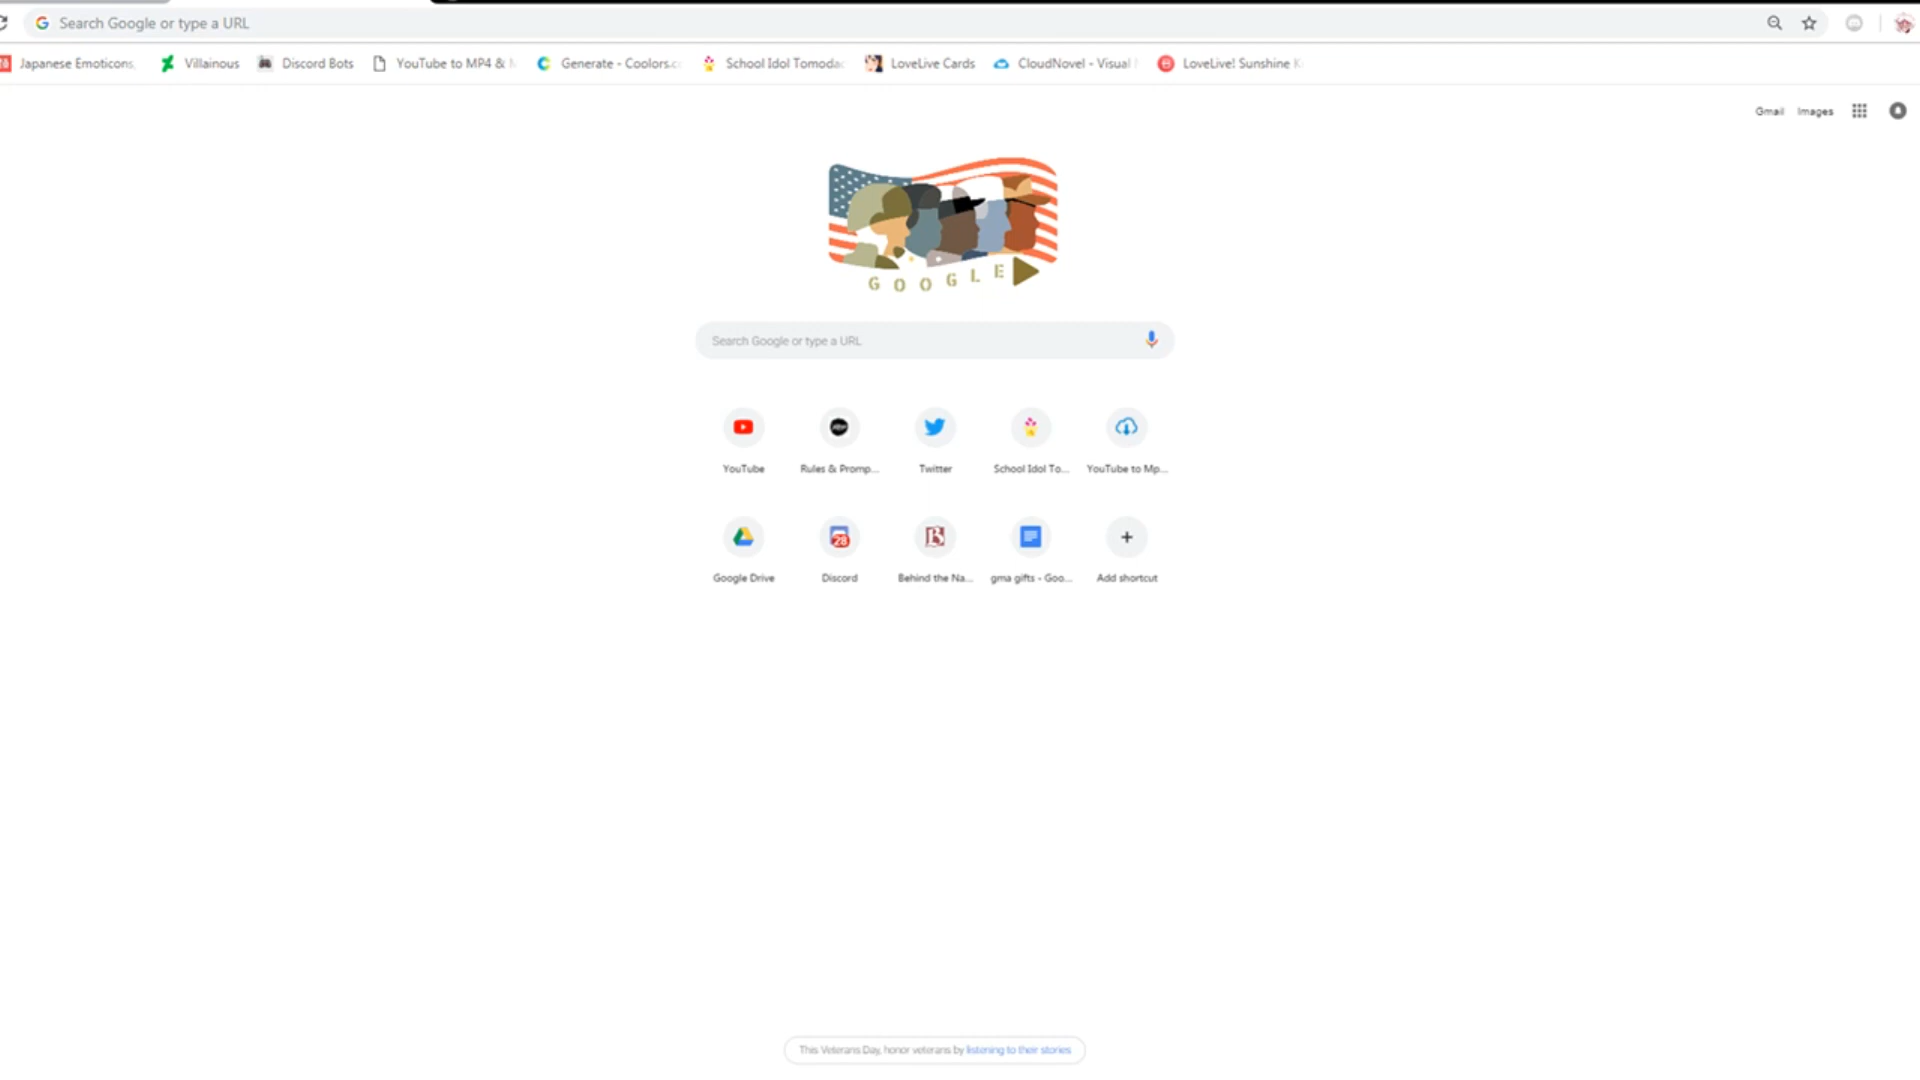 Search Google or type a URL
Japanese Emoticons, Villainous Discord Bots YouTube to MP4 & Generate - Coolors.c School Idol Tomoda LoveLive Cards CloudNovel - Visual LoveLive! Sunshine
Gmail Images
GOOGLE
Search Google or type a URL
YouTube Rules & Promp... Twitter School Idol To... YouTube to Mp...
28
Google Drive Discord Behind the Na... gma gifts - Goo... Add shortcut
This Veterans Day, honor veterans by listening to their stories